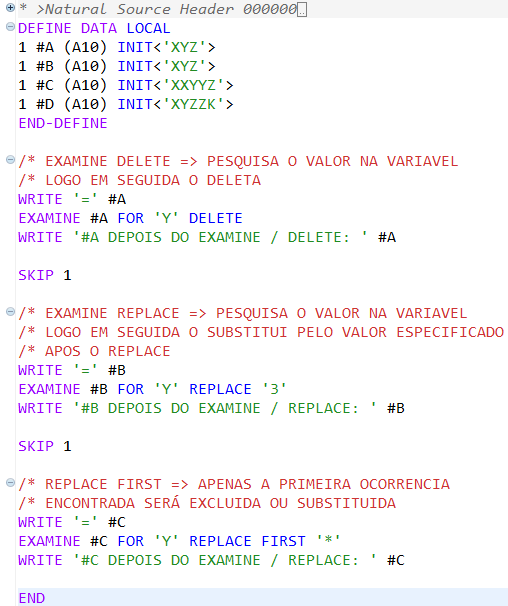 * >Natural Source Header 000000
DEFINE DATA LOCAL
1 #A (A10) INIT<'XYZ'>
1 #B (A10) INIT<'XYZ'>
1 #C (A10) INIT<'XXYYZ'>
1 #D (A10) INIT<'XYZZK'>
END-DEFINE
/* EXAMINE DELETE => PESQUISA O VALOR NA VARIAVEL
/* LOGO EM SEGUIDA O DELETA
WRITE '=' #A
EXAMINE #A FOR 'Y' DELETE
WRITE '#A DEPOIS DO EXAMINE / DELETE: ' #A
SKIP 1
/* EXAMINE REPLACE => PESQUISA O VALOR NA VARIAVEL
/* LOGO EM SEGUIDA O SUBSTITUI PELO VALOR ESPECIFICADO
/* APOS O REPLACE
WRITE '=' #B
EXAMINE #B FOR 'Y' REPLACE '3'
WRITE '#B DEPOIS DO EXAMINE / REPLACE: ' #B
SKIP 1
/* REPLACE FIRST => APENAS A PRIMEIRA OCORRENCIA
/* ENCONTRADA SERÁ EXCLUIDA OU SUBSTITUIDA
WRITE '=' #C
EXAMINE #C FOR 'Y' REPLACE FIRST '*'
WRITE '#C DEPOIS DO EXAMINE / REPLACE: ' #C
END